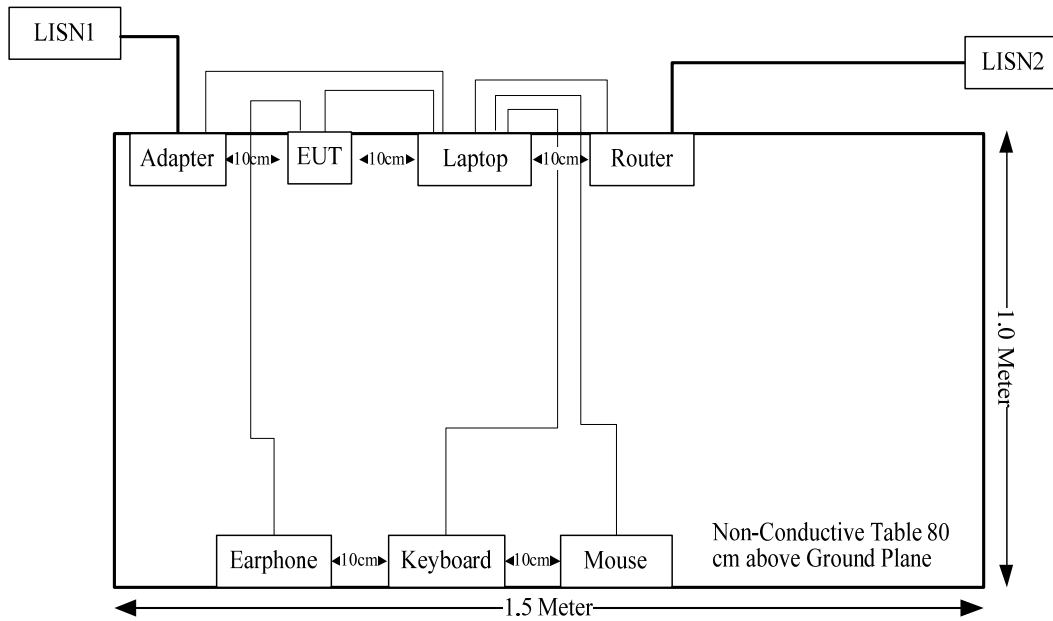 LISN1
LISN2
Adapter
10cm
EUT
10cm
Laptop
10cm
Router
1.0 Meter
Non-Conductive Table 80
cm above Ground Plane
Earphone
10cm
Keyboard
10cm
Mouse
1.5 Meter